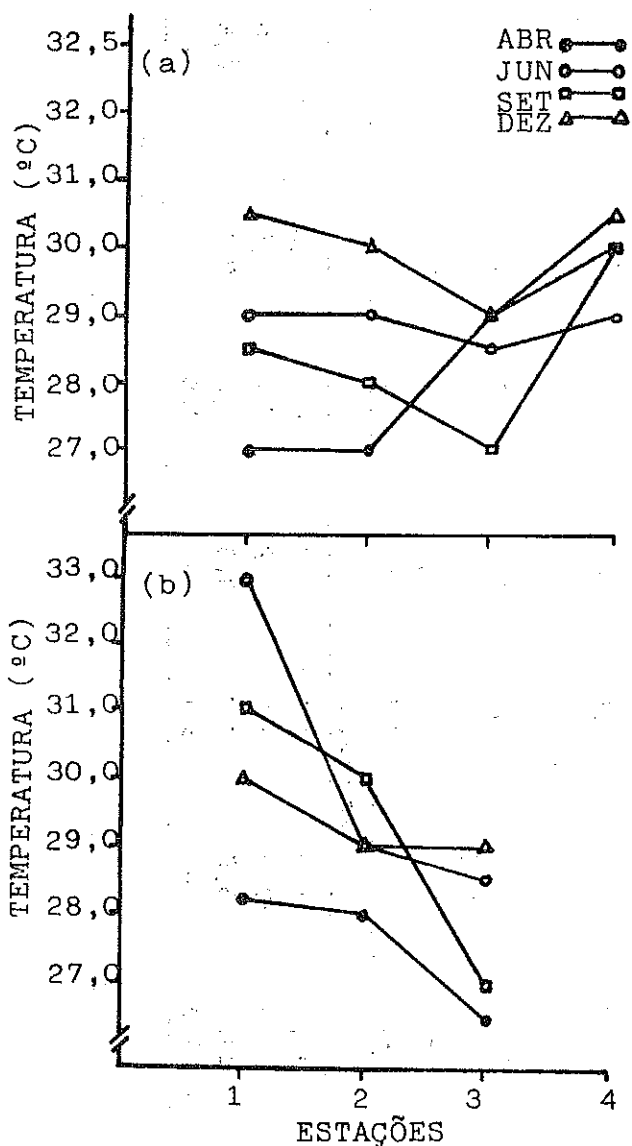 32,5
(a)
ABR
JUN
SET
DEZ
32,0
31,0
30,0
29,0
28,0
27,0
TEMPERATURA (ºC)
33,0
(b)
32,0
31,0
30,0
29,0
28,0
27,0
TEMPERATURA (ºC)
1 2 3 4
ESTAÇÕES